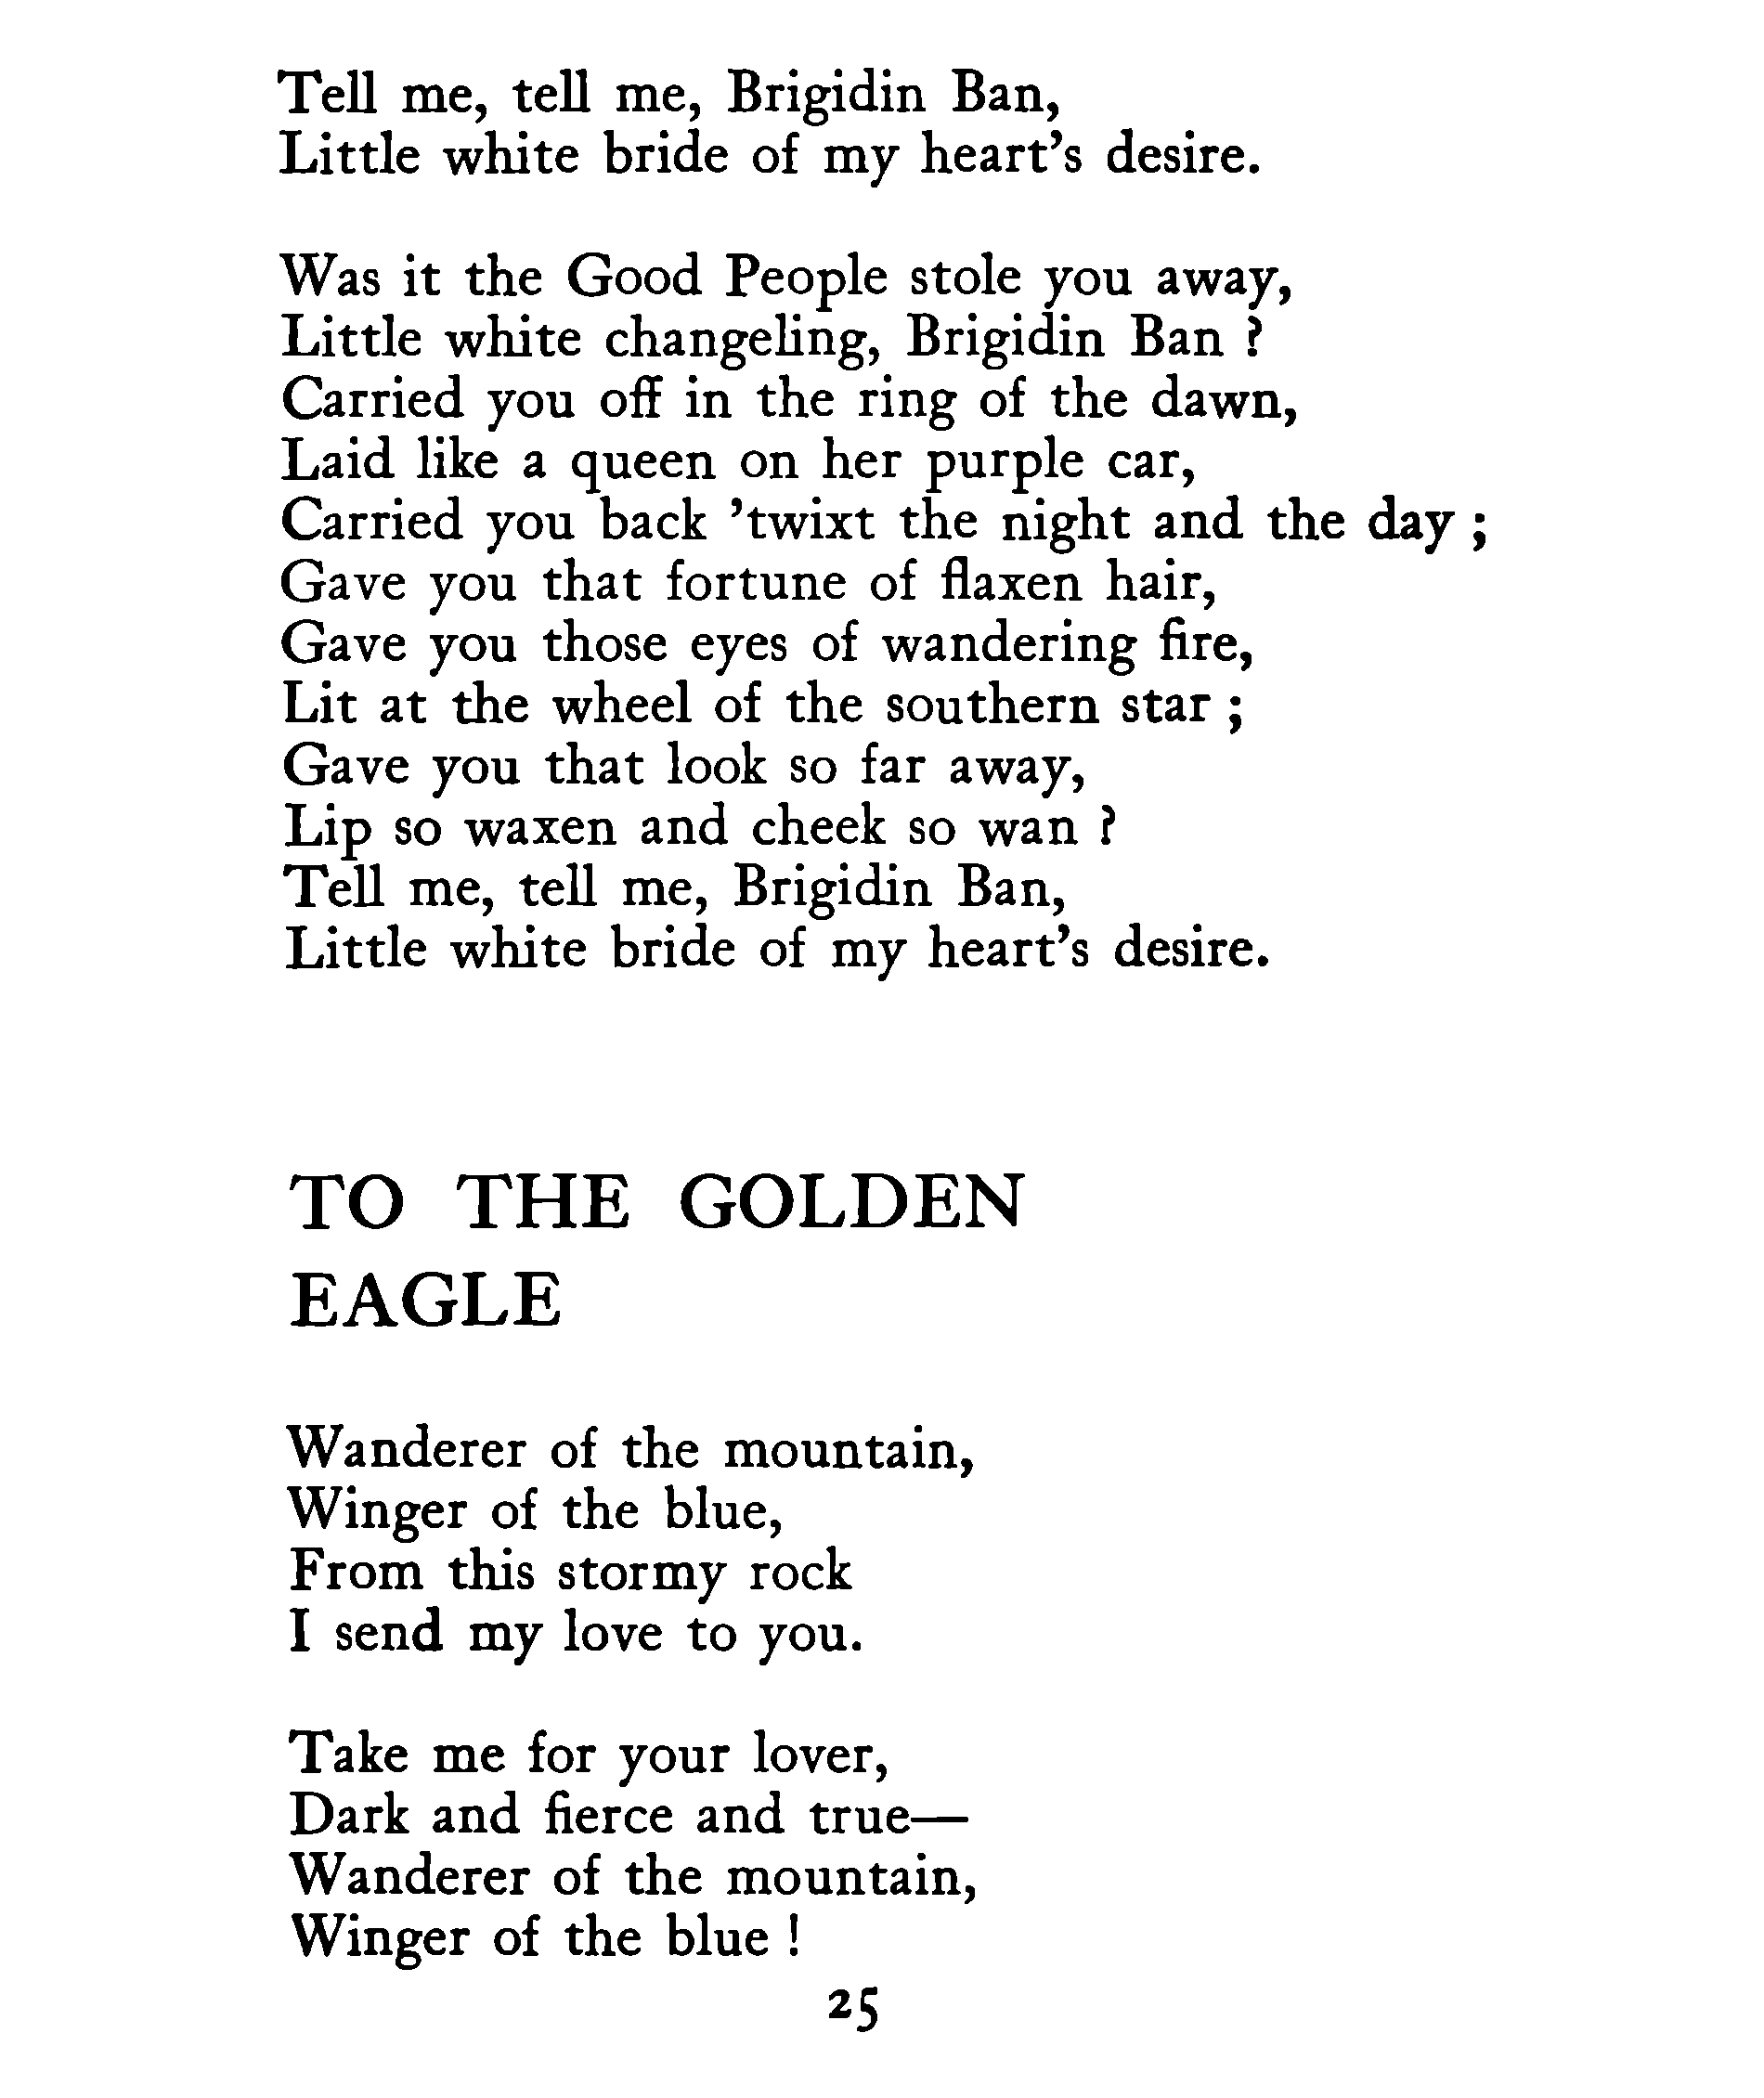 Tell me, tell me, Brigidin Ban,
Little white bride of my heart's desire.

Was it the Good People stole you away,
Little white changeling, Brigidin Ban ?
Carried you off in the ring of the dawn,
Laid like a queen on her purple car,
Carried you back 'twixt the night and the day ;
Gave you that fortune of flaxen hair,
Gave you those eyes of wandering fire,
Lit at the wheel of the southern star ;
Gave you that look so far away,
Lip so waxen and cheek so wan ?
Tell me, tell me, Brigidin Ban,
Little white bride of my heart's desire.

TO THE GOLDEN
EAGLE

Wanderer of the mountain,
Winger of the blue,
From this stormy rock
I send my love to you.

Take me for your lover,
Dark and fierce and true—
Wanderer of the mountain,
Winger of the blue !
25